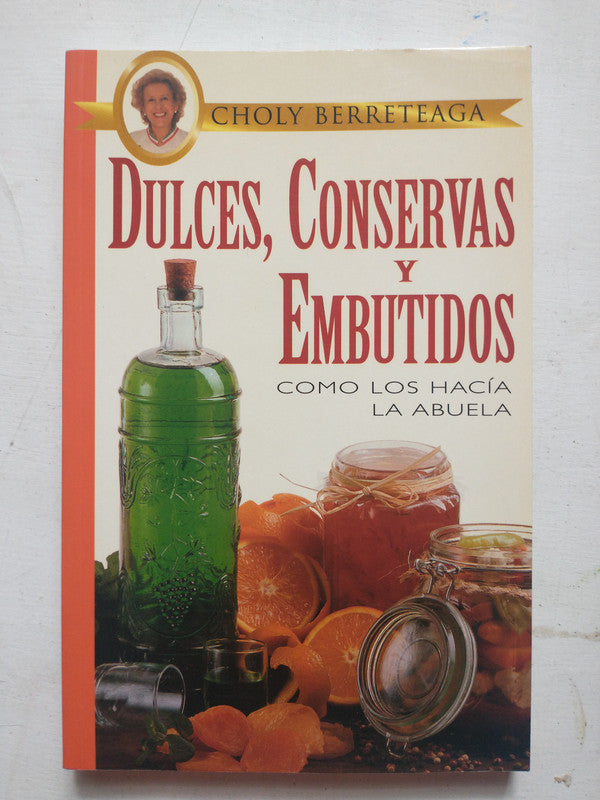 CHOLY BERRETEAGA
DULCES, CONSERVAS
Y
EMBUTIDOS
COMO LOS HACÍA
LA ABUELA